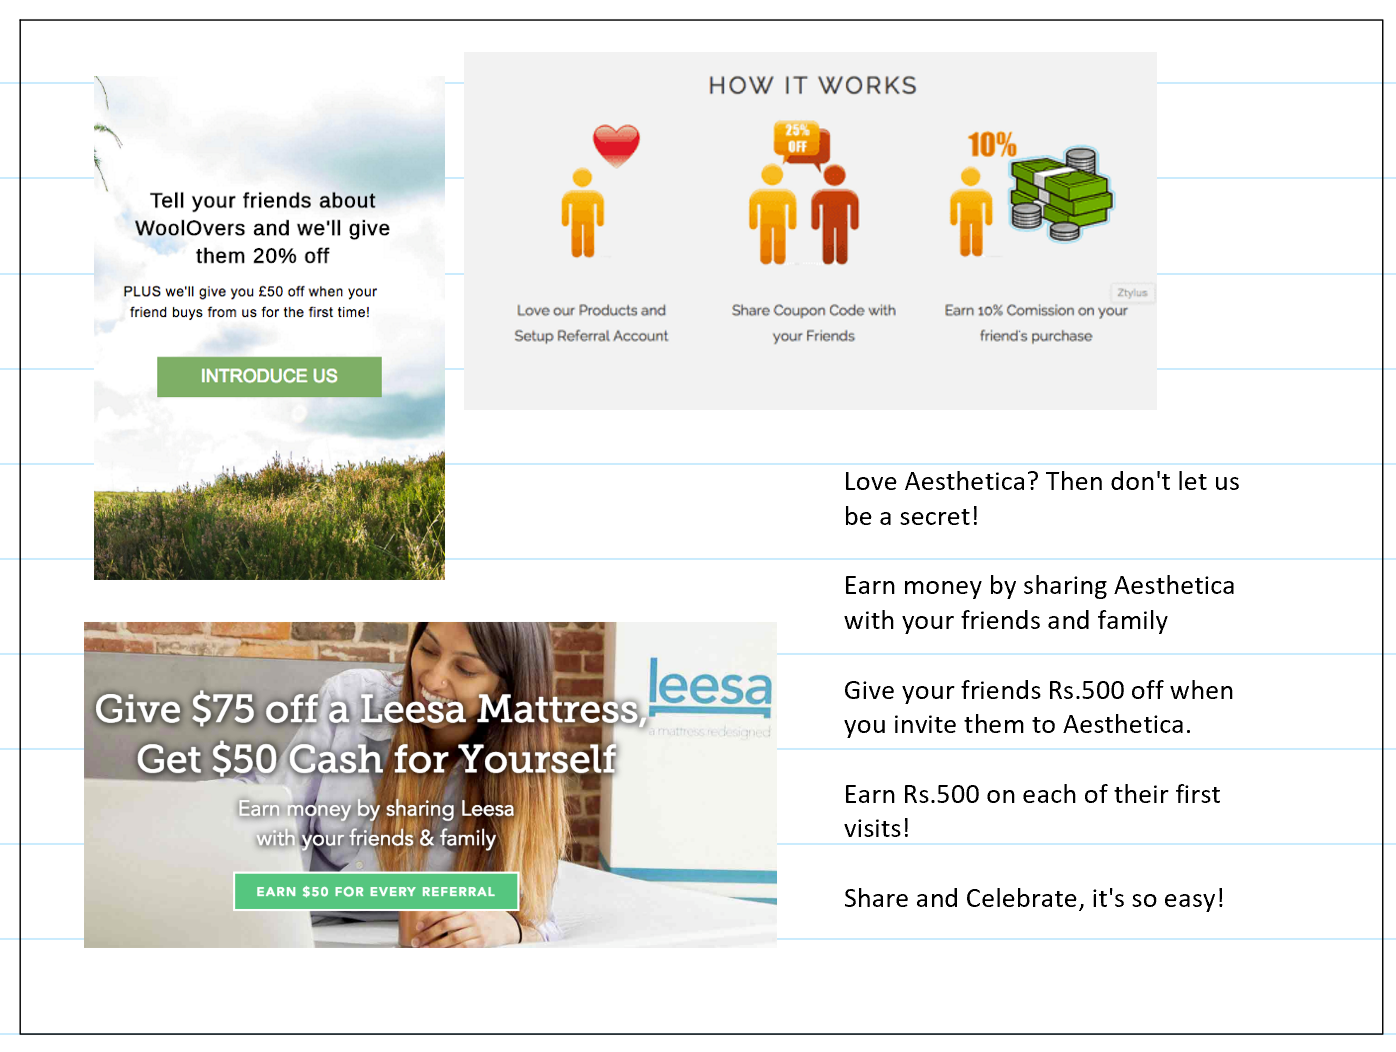 Tell your friends about
WoolOvers and we'll give
them 20% off
PLUS we'll give you £50 off when your
friend buys from us for the first time!
INTRODUCE US
HOW IT WORKS
25%
OFF
10%
Ztylus
Love our Products and
Setup Referral Account
Share Coupon Code with
your Friends
Earn 10% Comission on your
friend's purchase
Give $75 off a Leesa Mattress,
Get $50 Cash for Yourself
Earn money by sharing Leesa
with your friends & family
EARN $50 FOR EVERY REFERRAL
leesa
a mattress redesigned
Love Aesthetica? Then don't let us
be a secret!
Earn money by sharing Aesthetica
with your friends and family
Give your friends Rs.500 off when
you invite them to Aesthetica.
Earn Rs.500 on each of their first
visits!
Share and Celebrate, it's so easy!